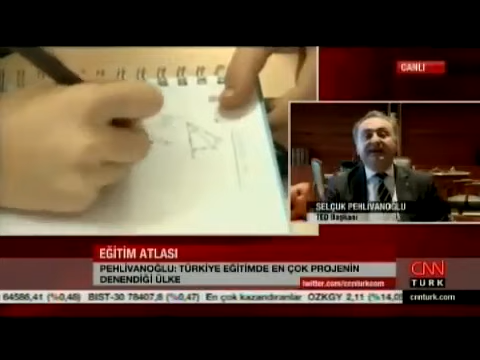 CANLI
SELÇUK PEHLİVANOĞLU
TED Başkanı
EĞİTİM ATLASI
PEHLİVANOĞLU: TÜRKİYE EĞİTİMDE EN ÇOK PROJENİN
DENENDİĞİ ÜLKE
twitter.com/cnnturkcom
CNN
TÜRK
64586,41 (%0,48) BIST-30 78407,8 (%0,47) En çok kazandıranlar OZKGY 2,11 (%14,05
cnnturk.com